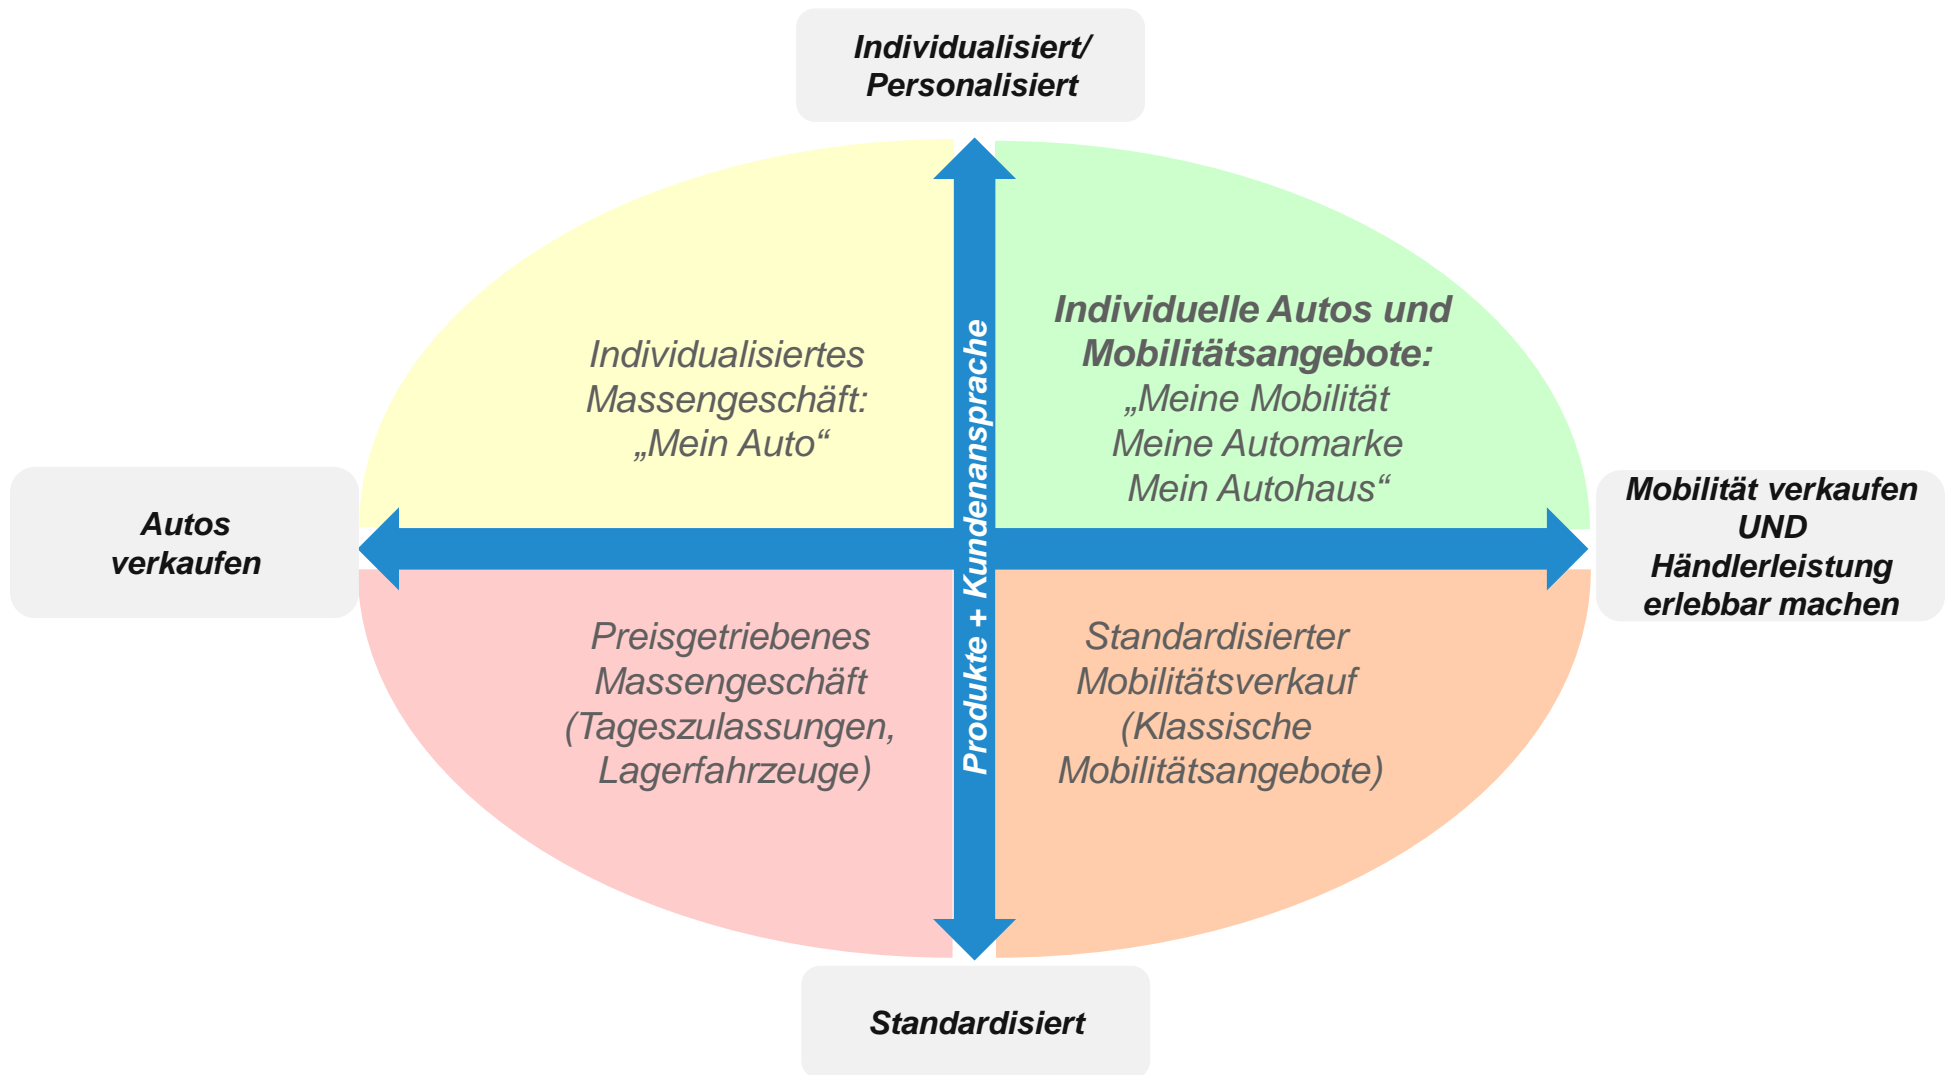 Individualisiert/
Personalisiert
Individualisiertes
Massengeschäft:
„Mein Auto“
Individuelle Autos und
Mobilitätsangebote:
„Meine Mobilität
Meine Automarke
Mein Autohaus“
Autos
verkaufen
Produkte + Kundenansprache
Mobilität verkaufen
UND
Händlerleistung
erlebbar machen
Preisgetriebenes
Massengeschäft
(Tageszulassungen,
Lagerfahrzeuge)
Standardisierter
Mobilitätsverkauf
(Klassische
Mobilitätsangebote)
Standardisiert